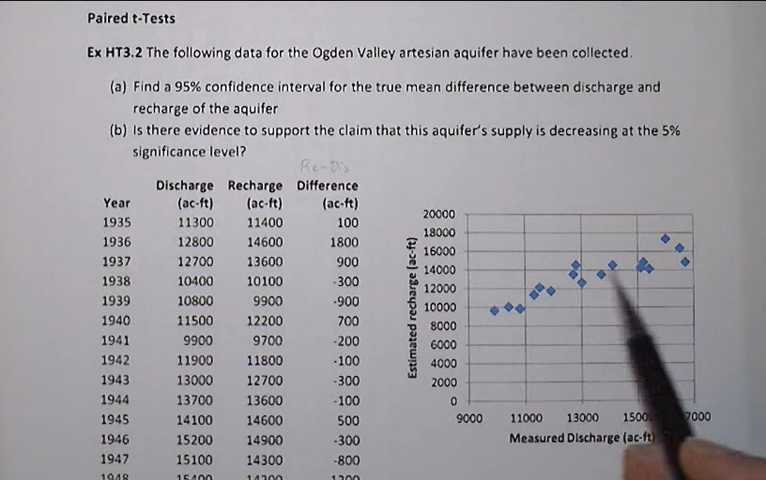 Paired t-Tests
Ex HT3.2 The following data for the Ogden Valley artesian aquifer have been collected.
(a) Find a 95% confidence interval for the true mean difference between discharge and
recharge of the aquifer
(b) Is there evidence to support the claim that this aquifer's supply is decreasing at the 5%
significance level?
Re-Dis
Discharge Recharge Difference
Year (ac-ft) (ac-ft) (ac-ft)
1935 11300 11400 100
1936 12800 14600 1800
1937 12700 13600 900
1938 10400 10100 -300
1939 10800 9900 -900
1940 11500 12200 700
1941 9900 9700 -200
1942 11900 11800 -100
1943 13000 12700 -300
1944 13700 13600 -100
1945 14100 14600 500
1946 15200 14900 -300
1947 15100 14300 -800
1948 15400 14200
Estimated recharge (ac-ft)
20000
18000
16000
14000
12000
10000
8000
6000
4000
2000
0
9000 11000 13000
Measured Discharge (ac-ft)